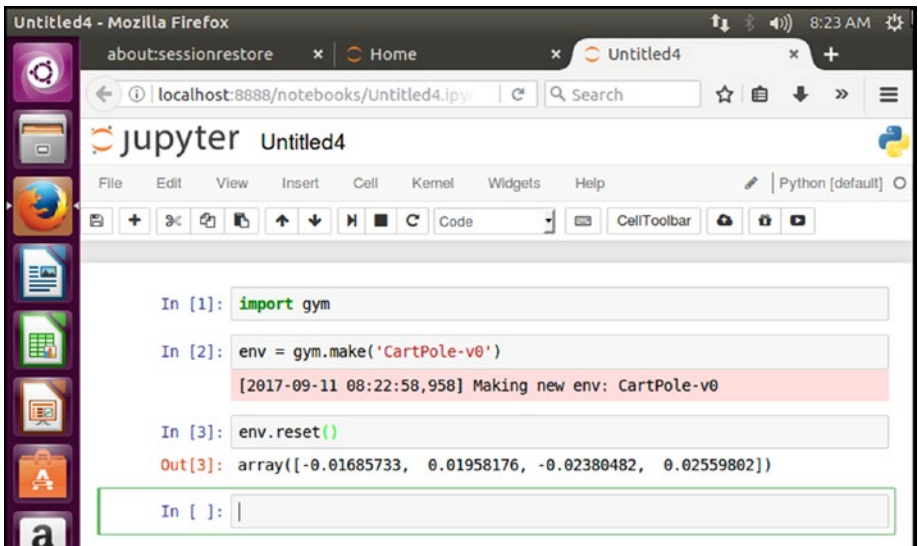 Untitled4 - Mozilla Firefox
8:23 AM
about:sessionrestore
Home
Untitled4
localhost:8888/notebooks/Untitled4.ipyn
Search
jupyter Untitled4
File Edit View Insert Cell Kernel Widgets Help
Python [default]
Code
CellToolbar
In [1]: import gym
In [2]: env = gym.make('CartPole-v0')
[2017-09-11 08:22:58,958] Making new env: CartPole-v0
In [3]: env.reset()
Out[3]: array([-0.01685733, 0.01958176, -0.02380482, 0.02559802])
In [ ]:
a